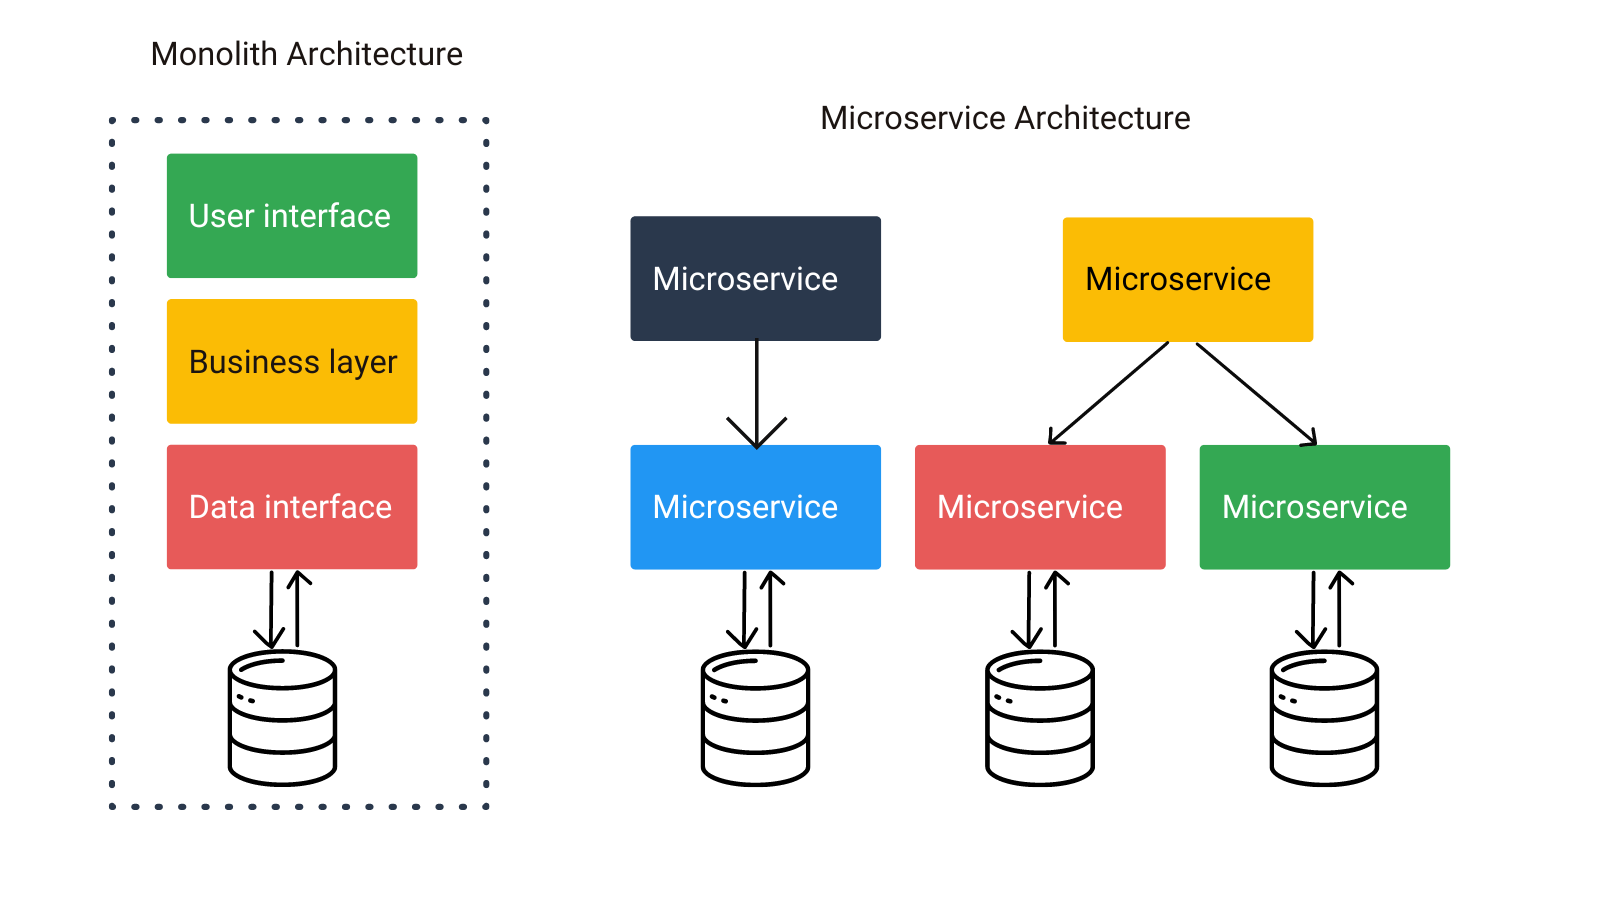 Monolith Architecture
User interface
Business layer
Data interface
Microservice Architecture
Microservice
Microservice
Microservice
Microservice
Microservice